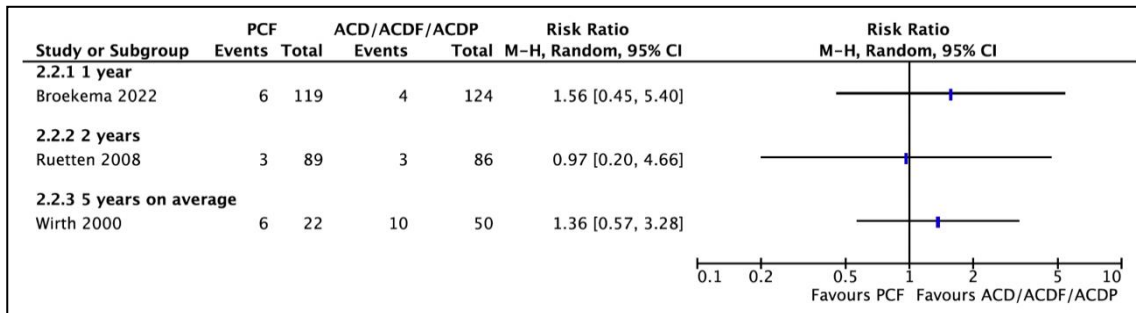 PCF ACD/ACDF/ACDP Risk Ratio Risk Ratio
Study or Subgroup Events Total Events Total M-H, Random, 95% CI M-H, Random, 95% CI
2.2.1 1 year
Broekema 2022 6 119 4 124 1.56 [0.45, 5.40]
2.2.2 2 years
Ruetten 2008 3 89 3 86 0.97 [0.20, 4.66]
2.2.3 5 years on average
Wirth 2000 6 22 10 50 1.36 [0.57, 3.28]
0.1 0.2 0.5 1 2 5 10
Favours PCF Favours ACD/ACDF/ACDP